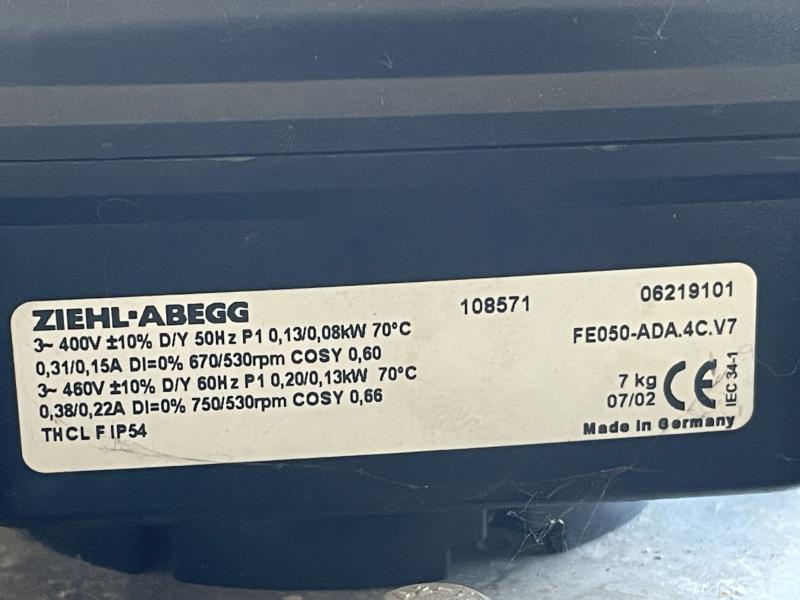 ZIEHL-ABEGG 108571 06219101
3~ 400V ±10% D/Y 50Hz P1 0,13/0,08kW 70°C FE050-ADA.4C.V7
0,31/0,15A DI=0% 670/530rpm COSY 0,60
3~ 460V ±10% D/Y 60Hz P1 0,20/0,13kW 70°C 7 kg
0,38/0,22A DI=0% 750/530rpm COSY 0,66 07/02
CE
IEC 34-1
THCL F IP54 Made in Germany